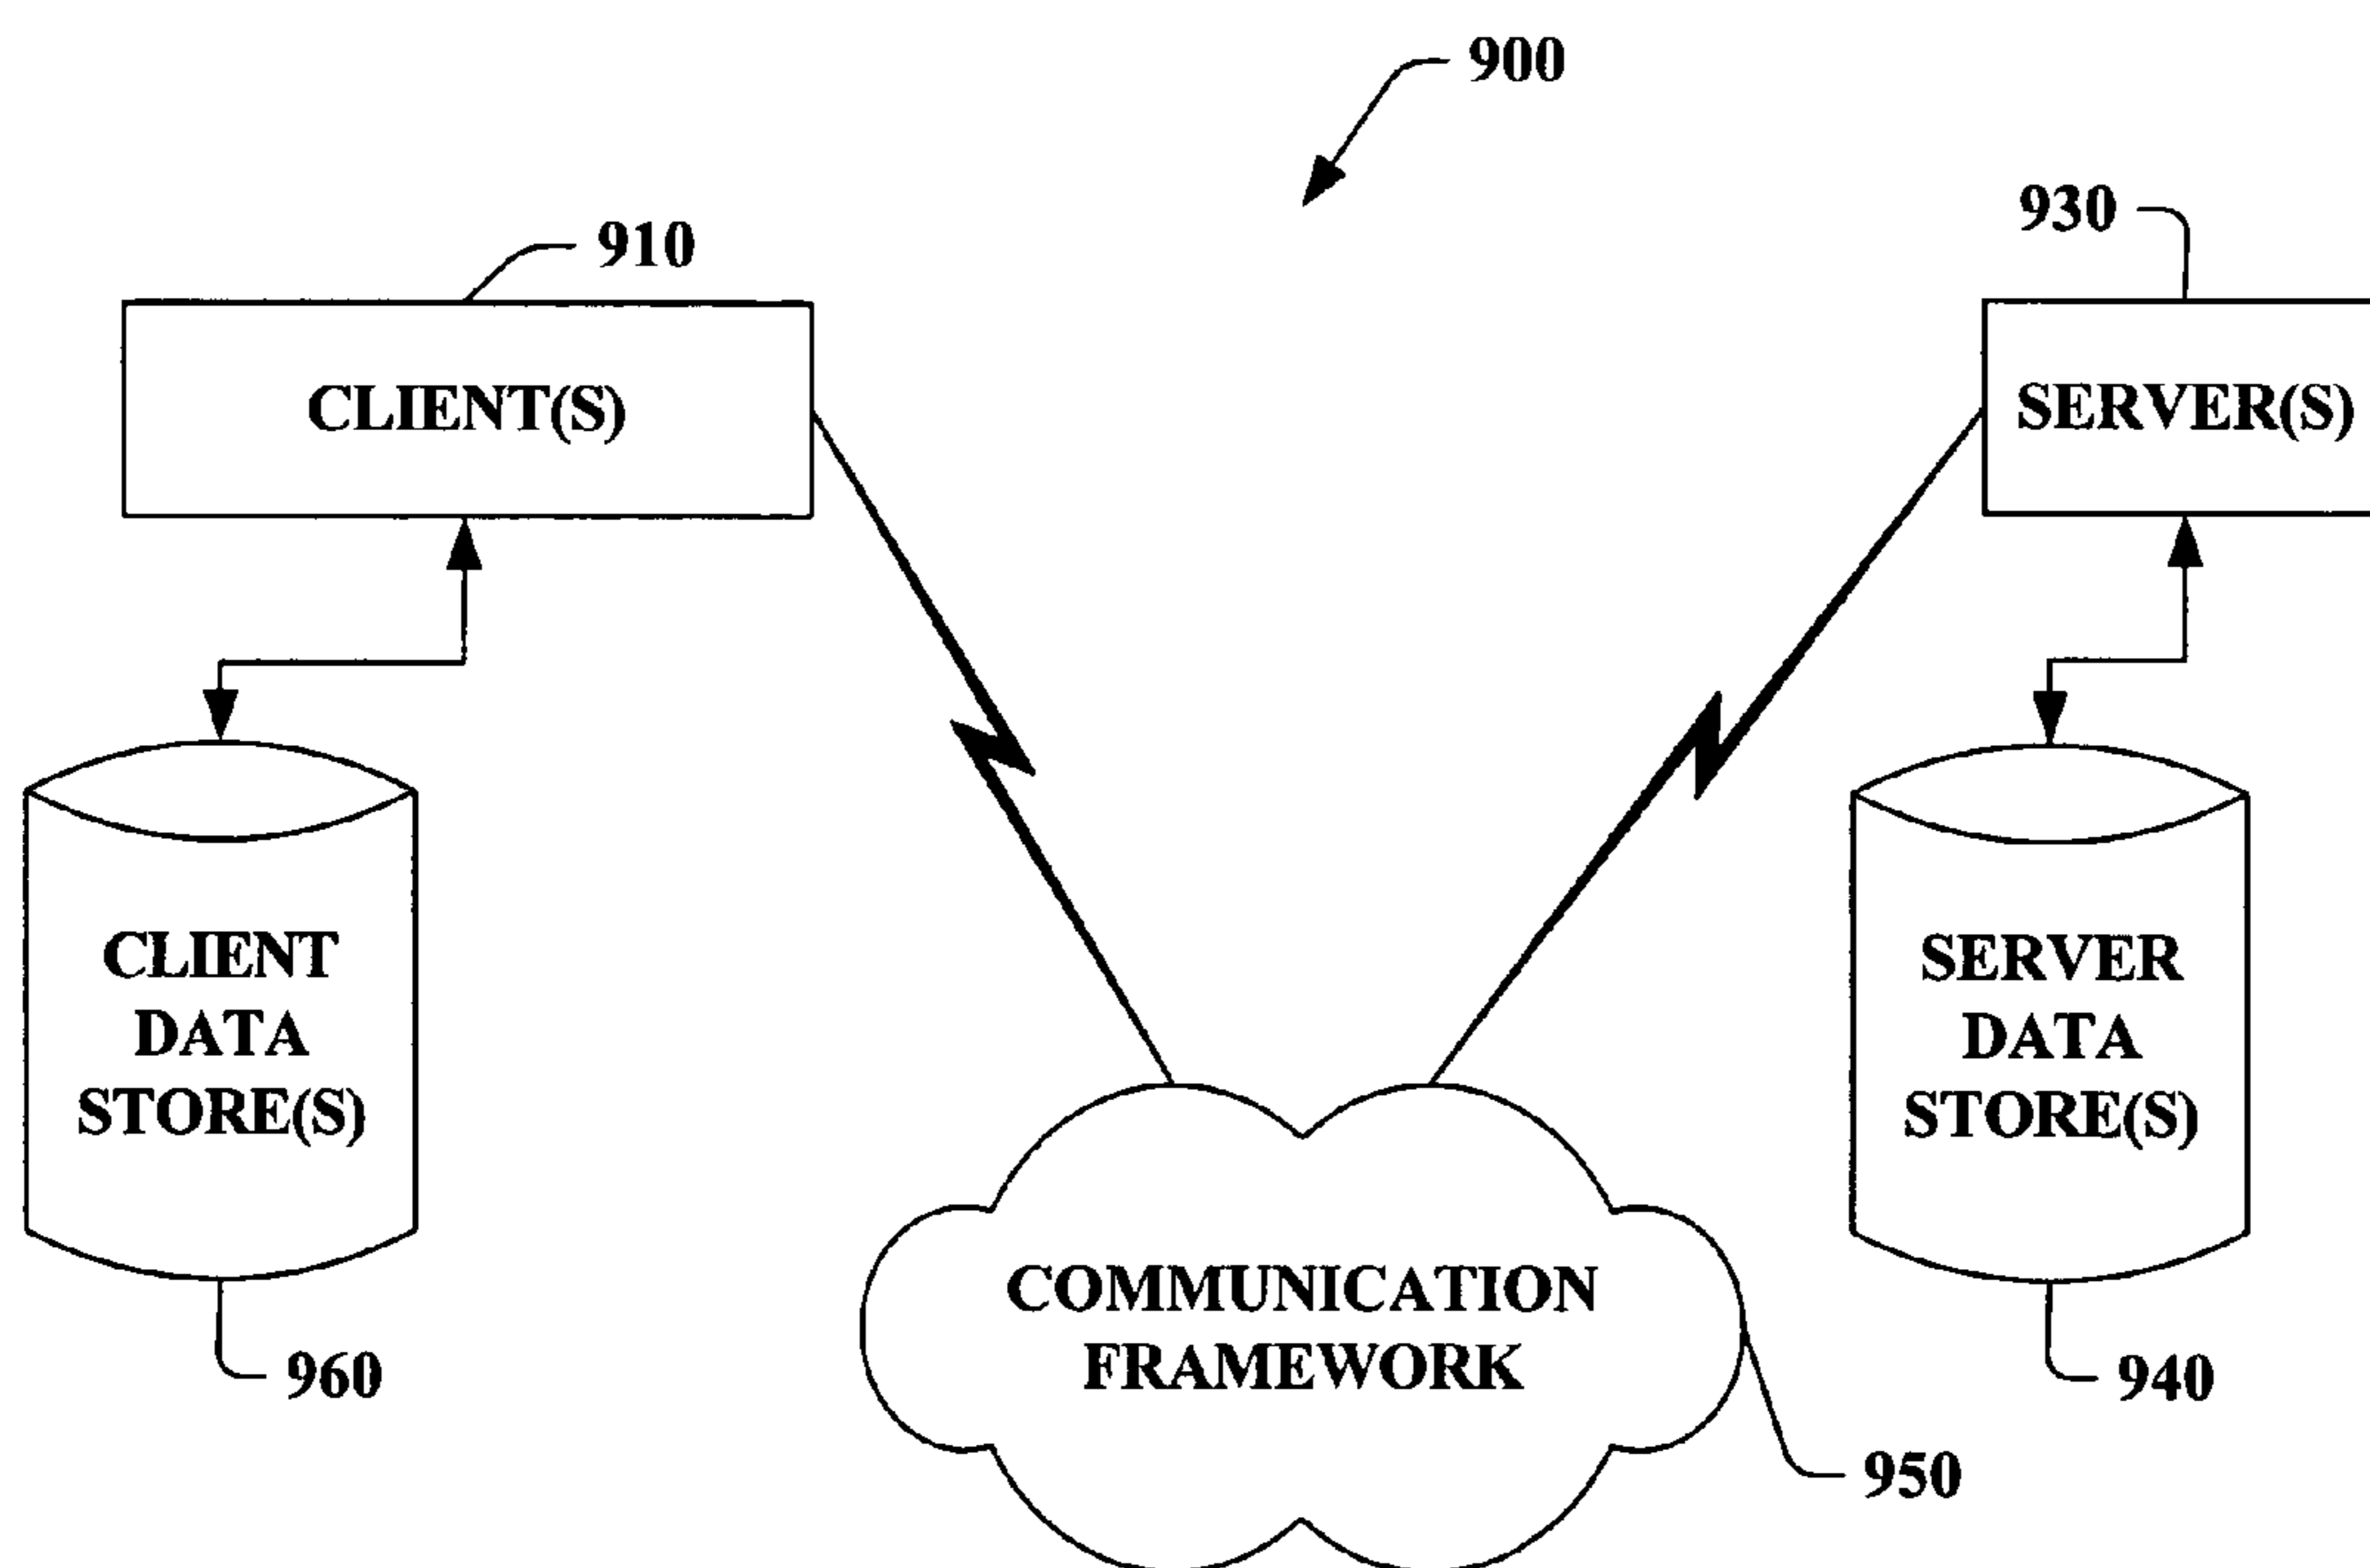 900
910
930
CLIENT(S)
SERVER(S)
CLIENT
DATA
STORE(S)
SERVER
DATA
STORE(S)
COMMUNICATION
FRAMEWORK
960
940
950